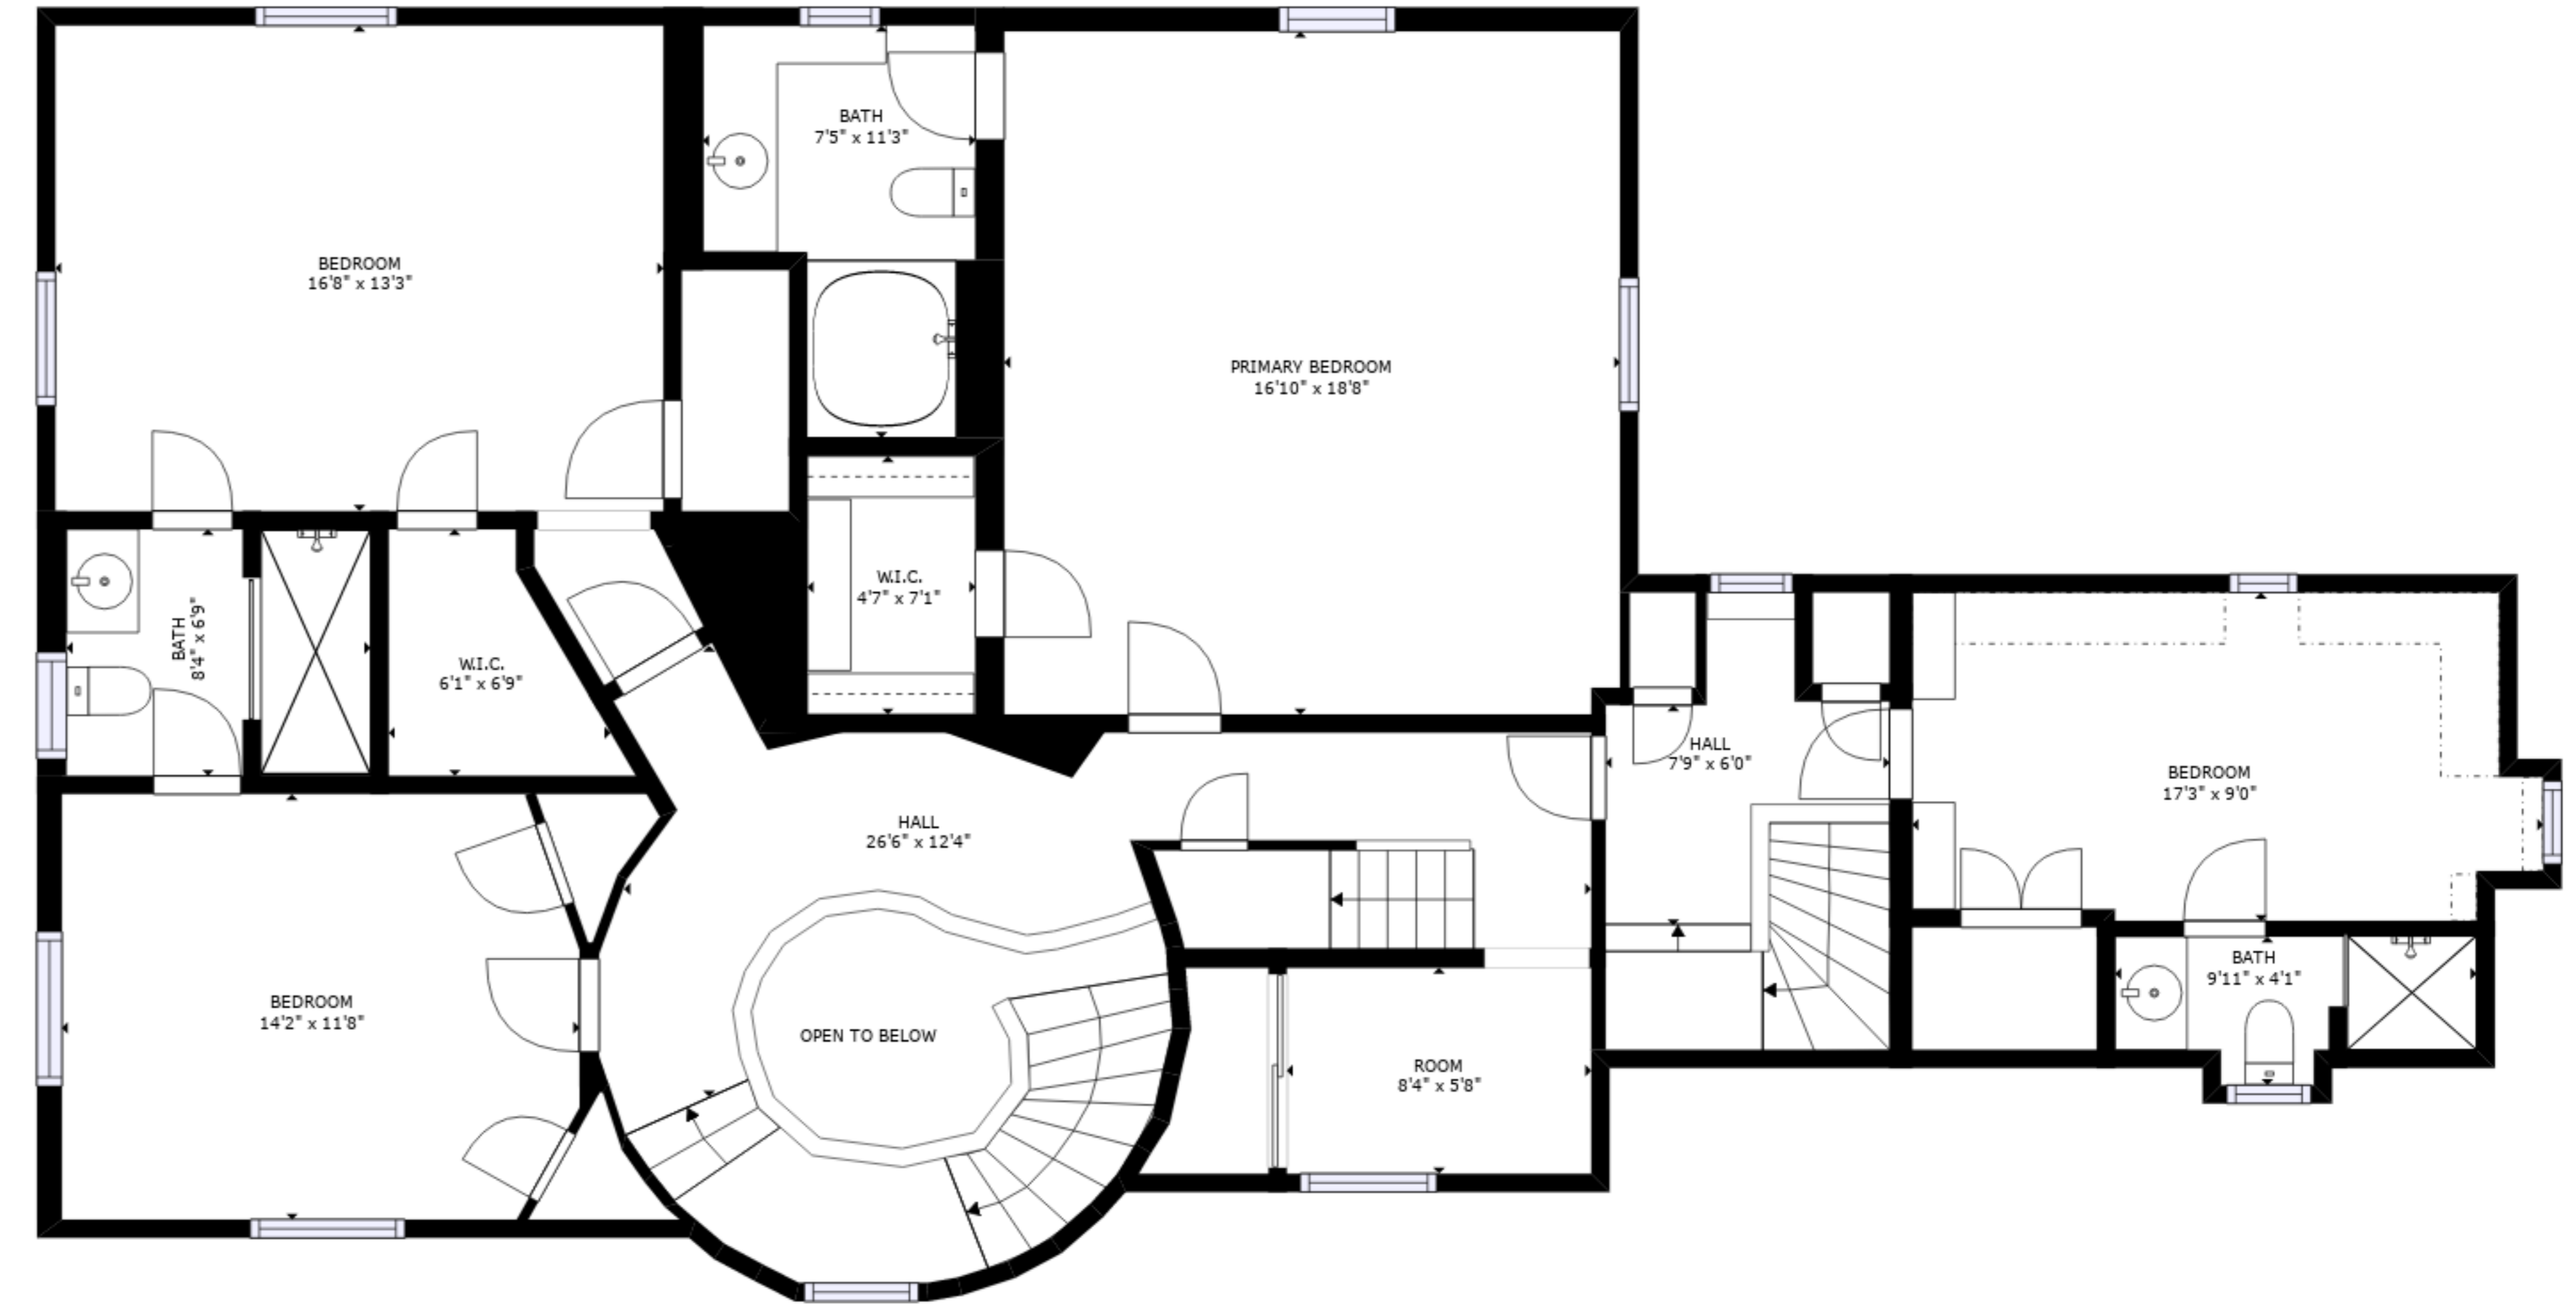 BATH
7'5" x 11'3"
BEDROOM
16'8" x 13'3"
PRIMARY BEDROOM
16'10" x 18'8"
W.I.C.
4'7" x 7'1"
BATH
8'4" x 6'9"
W.I.C.
6'1" x 6'9"
HALL
7'9" x 6'0"
BEDROOM
17'3" x 9'0"
HALL
26'6" x 12'4"
BATH
9'11" x 4'1"
BEDROOM
14'2" x 11'8"
OPEN TO BELOW
ROOM
8'4" x 5'8"